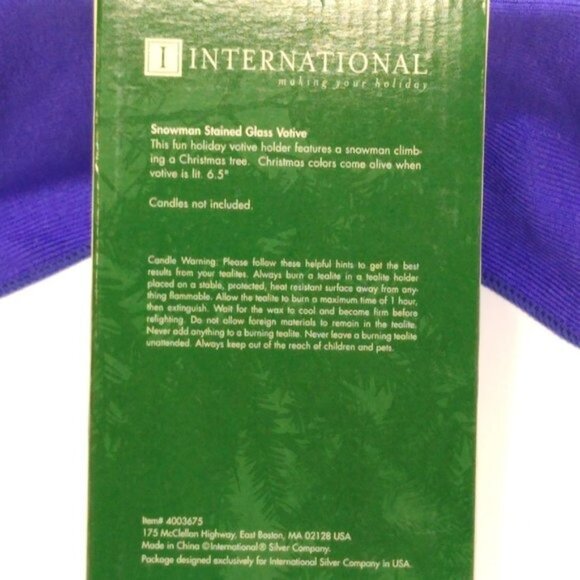 I INTERNATIONAL®
making your holiday
Snowman Stained Glass Votive
This fun holiday votive holder features a snowman climb-
ing a Christmas tree. Christmas colors come alive when
votive is lit. 6.5"
Candles not included.
Candle Warning: Please follow these helpful hints to get the best
results from your tealites. Always burn a tealite in a tealite holder
placed on a stable, protected, heat resistant surface away from any-
thing flammable. Allow the tealite to burn a maximum time of 1 hour,
then extinguish. Wait for the wax to cool and become firm before
relighting. Do not allow foreign materials to remain in the tealite.
Never add anything to a burning tealite. Never leave a burning tealite
unattended. Always keep out of the reach of children and pets.
Item# 4003675
175 McClellan Highway, East Boston, MA 02128 USA
Made in China ©International® Silver Company.
Package designed exclusively for International Silver Company in USA.